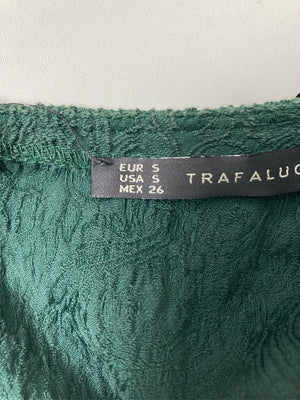 EUR S
USA S
MEX 26
TRAFALUC